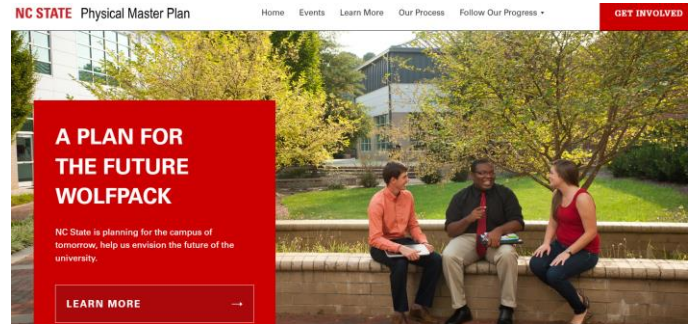 NC STATE Physical Master Plan
Home Events Learn More Our Process Follow Our Progress
GET INVOLVED
A PLAN FOR
THE FUTURE
WOLFPACK
NC State is planning for the campus of
tomorrow, help us envision the future of the
university.
LEARN MORE →